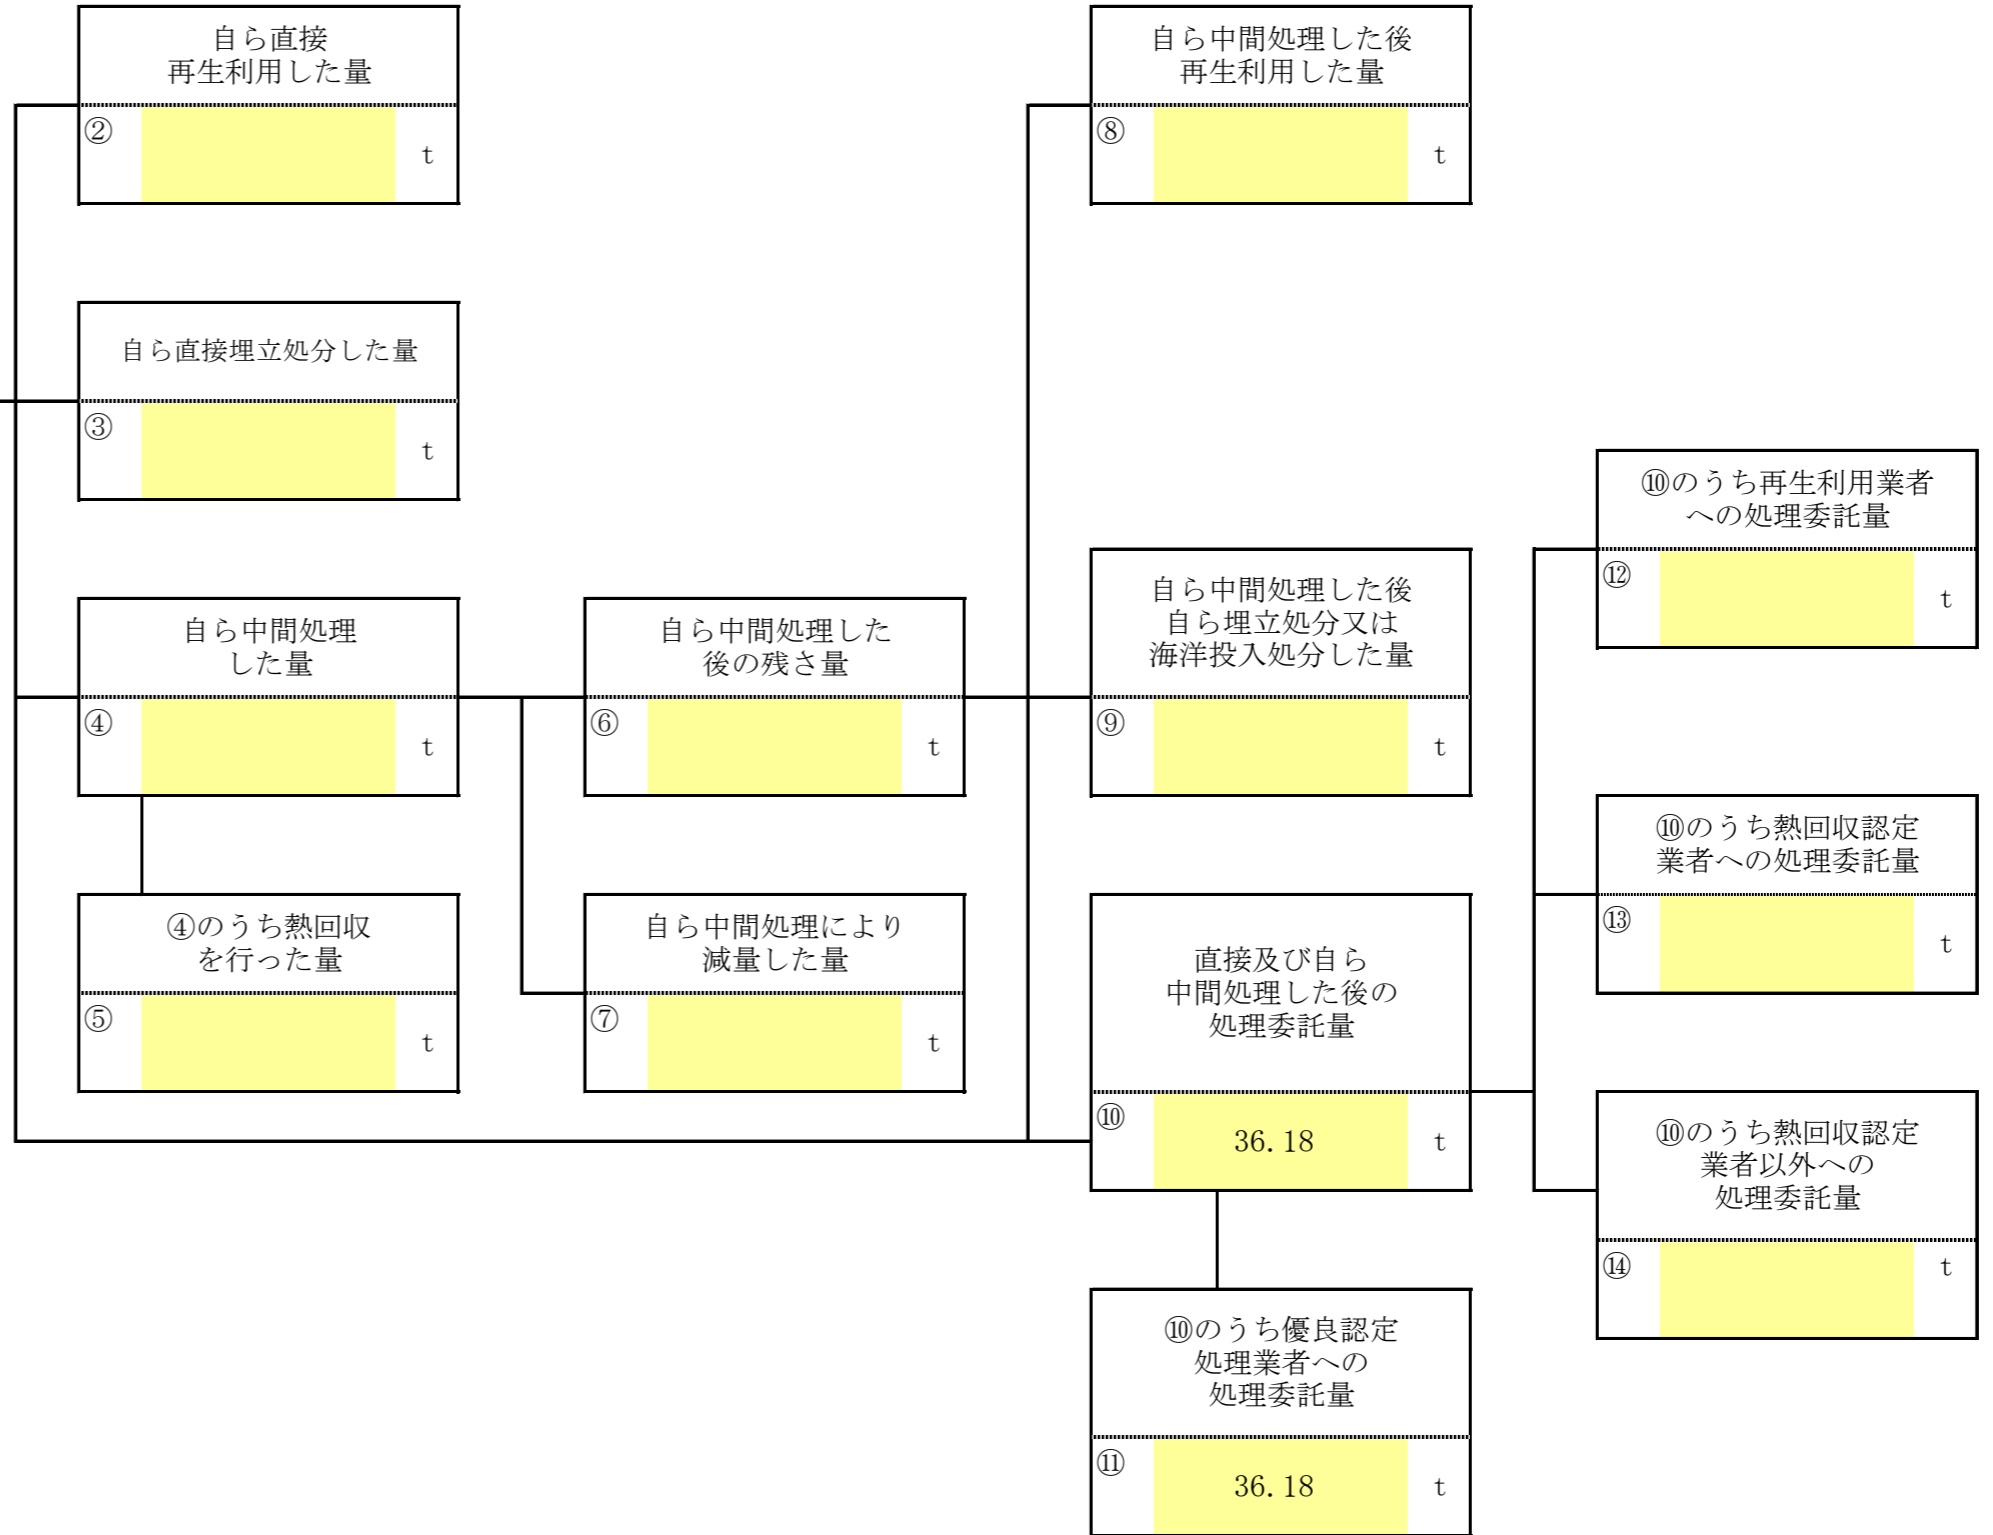 自ら直接
再生利用した量
②
t
自ら中間処理した後
再生利用した量
⑧
t
自ら直接埋立処分した量
③
t
⑩のうち再生利用業者
への処理委託量
⑫
t
自ら中間処理
した量
④
t
自ら中間処理した
後の残さ量
⑥
t
自ら中間処理した後
自ら埋立処分又は
海洋投入処分した量
⑨
t
⑩のうち熱回収認定
業者への処理委託量
⑬
t
④のうち熱回収
を行った量
⑤
t
自ら中間処理により
減量した量
⑦
t
直接及び自ら
中間処理した後の
処理委託量
⑩
36.18
t
⑩のうち熱回収認定
業者以外への
処理委託量
⑭
t
⑩のうち優良認定
処理業者への
処理委託量
⑪
36.18
t